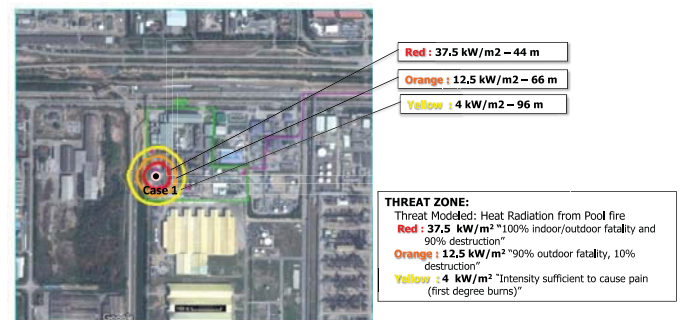 Red : 37.5 kW/m2 – 44 m
Orange : 12.5 kW/m2 – 66 m
Yellow : 4 kW/m2 – 96 m
Case 1
THREAT ZONE:
Threat Modeled: Heat Radiation from Pool fire
Red : 37.5 kW/m² "100% indoor/outdoor fatality and
90% destruction"
Orange : 12.5 kW/m² "90% outdoor fatality, 10%
destruction"
Yellow : 4 kW/m² "Intensity sufficient to cause pain
(first degree burns)"
Google